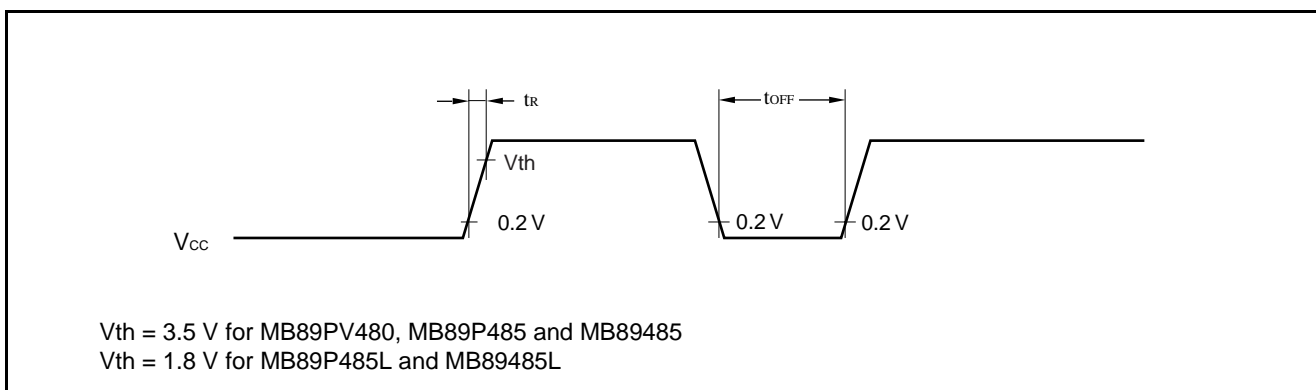 tR
tOFF
Vth
0.2 V
0.2 V
0.2 V
VCC
Vth = 3.5 V for MB89PV480, MB89P485 and MB89485
Vth = 1.8 V for MB89P485L and MB89485L